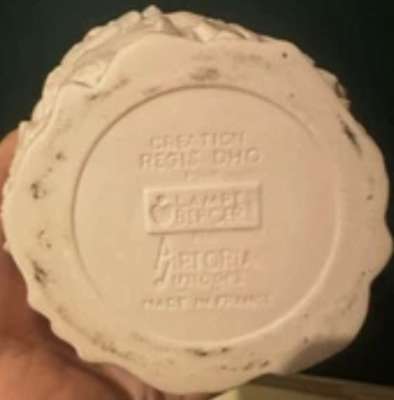 CREATION
REGIS DHO
LAMPE
BERGER
ARTORIA
LIMOGES
MADE IN FRANCE